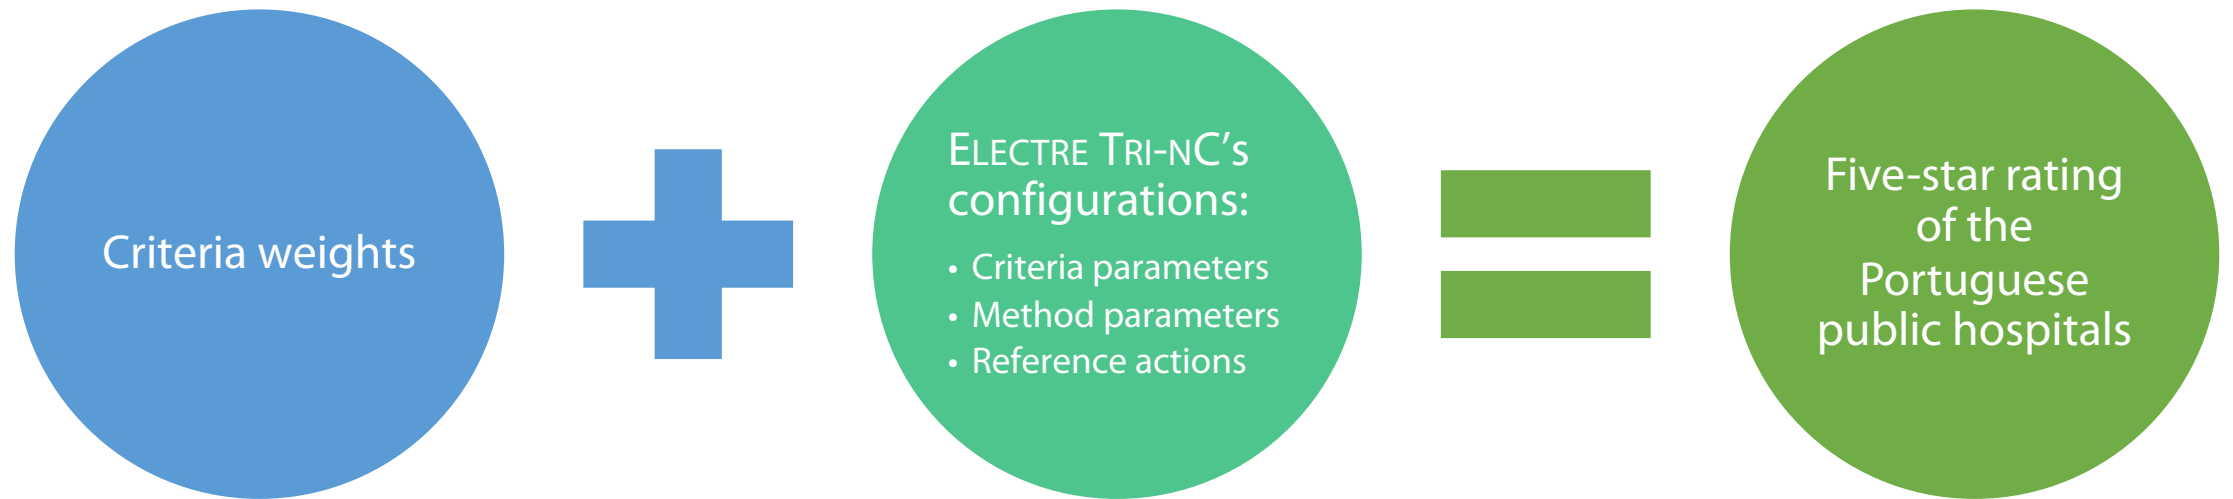 Criteria weights
ELECTRE TRI-NC’s
configurations:
• Criteria parameters
• Method parameters
• Reference actions
Five-star rating
of the
Portuguese
public hospitals